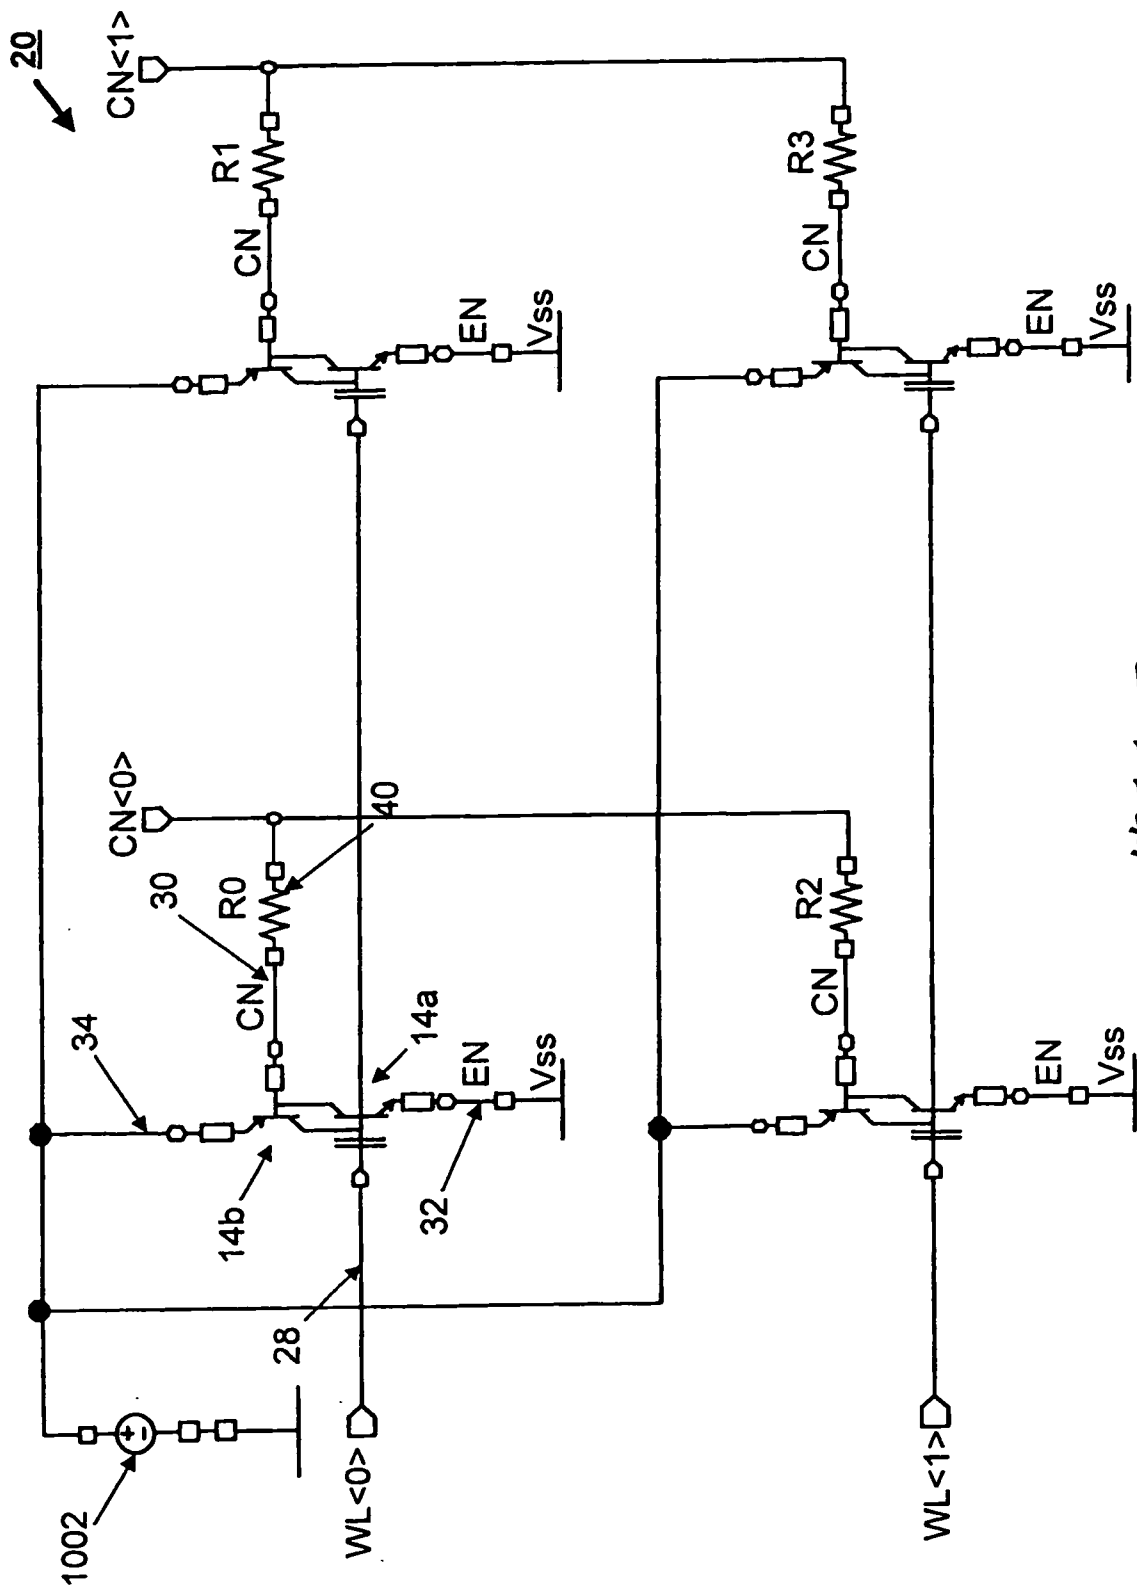 20
CN<1>
R1
CN
EN
Vss
R3
CN
EN
Vss
CN<0>
40
30
R0
CN
34
14a
EN
Vss
14b
32
28
R2
CN
EN
Vss
1002
WL<0>
WL<1>